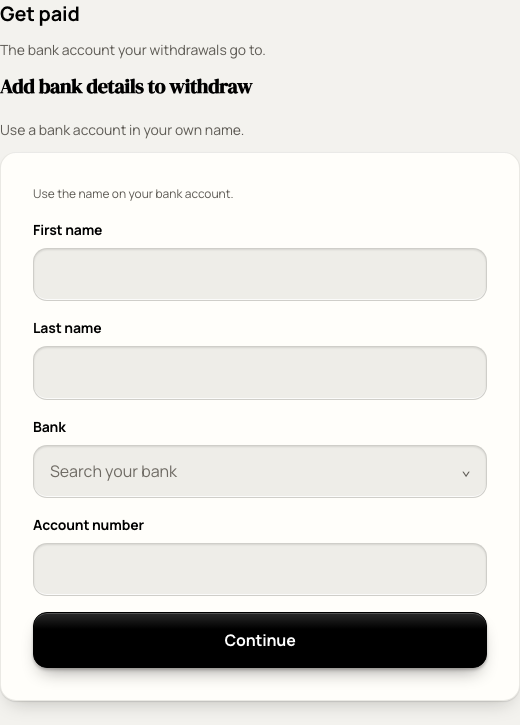 Get paid
The bank account your withdrawals go to.
Add bank details to withdraw
Use a bank account in your own name.
Use the name on your bank account.
First name
Last name
Bank
Search your bank
Account number
Continue